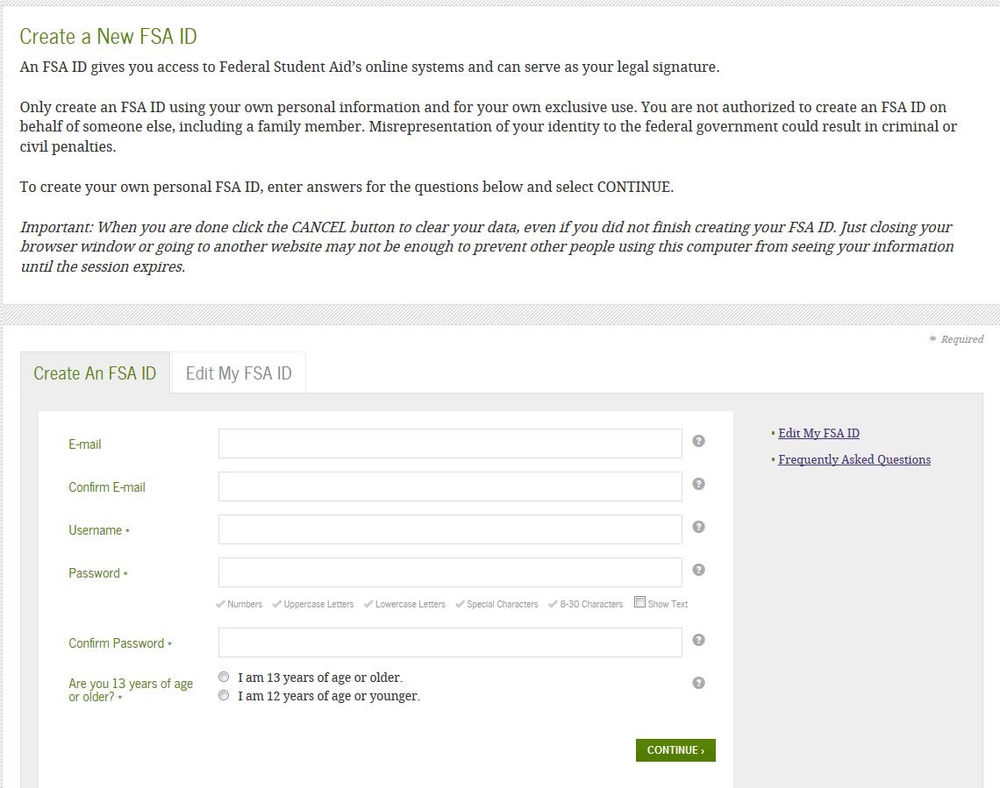 Create a New FSA ID
An FSA ID gives you access to Federal Student Aid’s online systems and can serve as your legal signature.
Only create an FSA ID using your own personal information and for your own exclusive use. You are not authorized to create an FSA ID on
behalf of someone else, including a family member. Misrepresentation of your identity to the federal government could result in criminal or
civil penalties.
To create your own personal FSA ID, enter answers for the questions below and select CONTINUE.
Important: When you are done click the CANCEL button to clear your data, even if you did not finish creating your FSA ID. Just closing your
browser window or going to another website may not be enough to prevent other people using this computer from seeing your information
until the session expires.
* Required
Create An FSA ID Edit My FSA ID
E-mail ?
Confirm E-mail ?
Username * ?
Password * ?
Numbers Uppercase Letters Lowercase Letters Special Characters 8-30 Characters Show Text
Confirm Password * ?
Are you 13 years of age
or older? * ?
I am 13 years of age or older.
I am 12 years of age or younger.
CONTINUE ›
• Edit My FSA ID
• Frequently Asked Questions